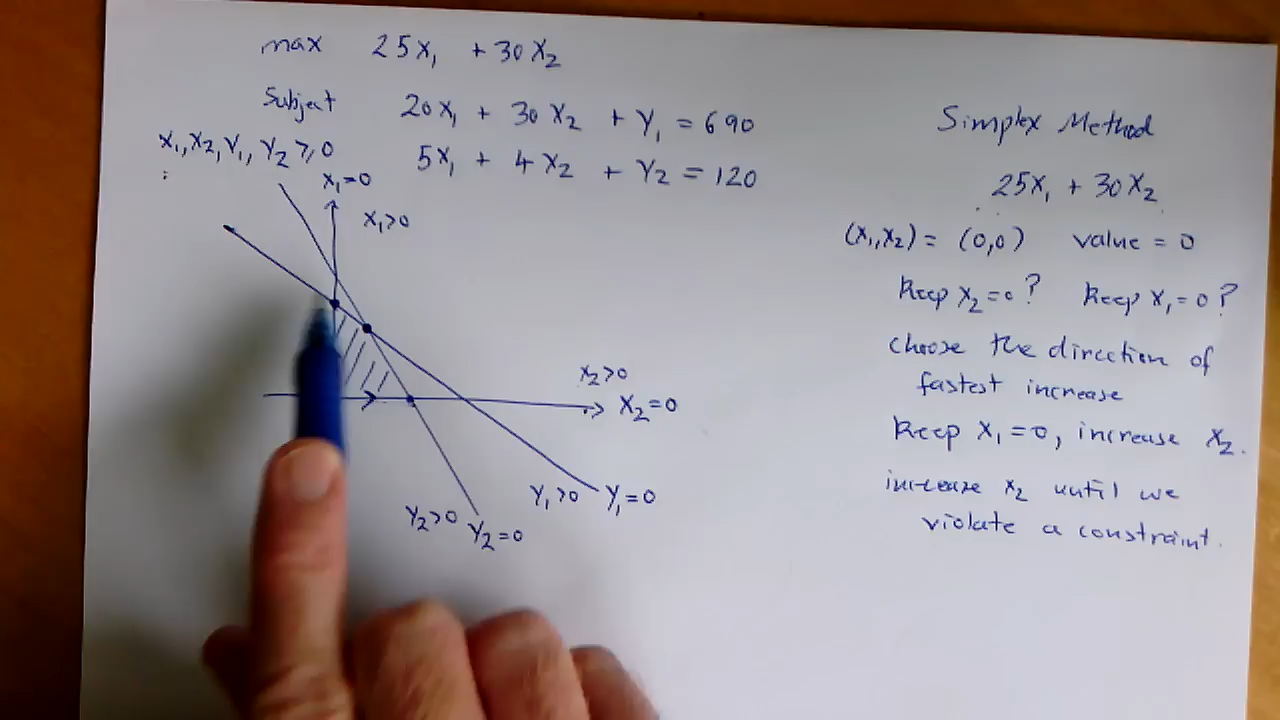 max 25x₁ + 30x₂
Subject 20x₁ + 30x₂ + Y₁ = 690
x₁, x₂, Y₁, Y₂ ≥ 0 5x₁ + 4x₂ + Y₂ = 120
x₁=0
x₁>0
x₂>0
x₂=0
Y₁>0 Y₁=0
Y₂>0 Y₂=0
Simplex Method
25x₁ + 30x₂
(x₁,x₂) = (0,0) value = 0
keep x₂=0? keep x₁=0?
choose the direction of
fastest increase
keep x₁=0, increase x₂.
increase x₂ until we
violate a constraint.